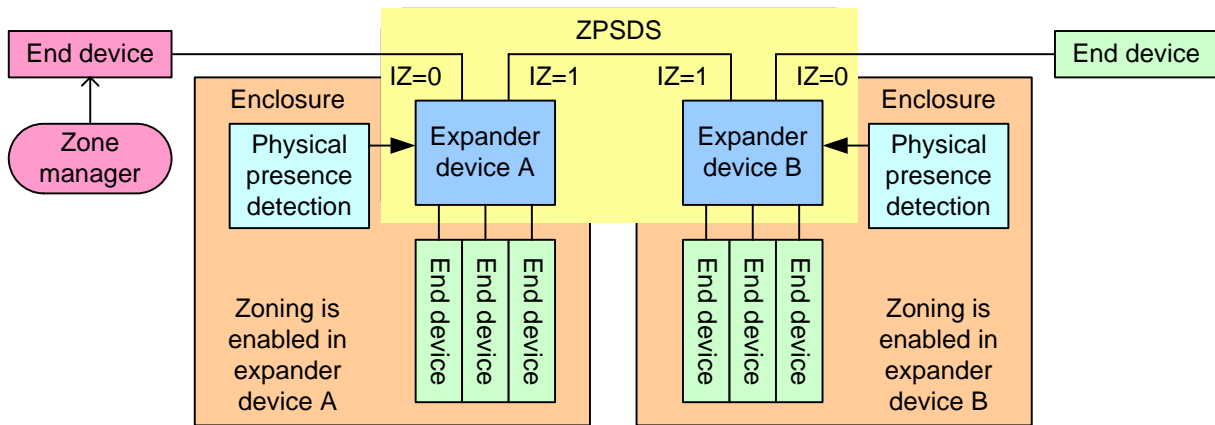 ZPSDS
End device
End device
IZ=0
IZ=1
IZ=1
IZ=0
Enclosure
Enclosure
Zone
manager
Physical
presence
detection
Expander
device A
Expander
device B
Physical
presence
detection
End device
End device
End device
End device
End device
End device
Zoning is
enabled in
expander
device A
Zoning is
enabled in
expander
device B